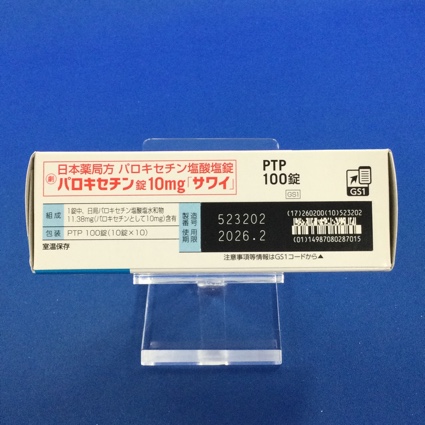 日本薬局方 パロキセチン塩酸塩錠
劇 パロキセチン錠10mg「サワイ」
PTP
100錠
GS1
GS1
組成
1錠中、日局パロキセチン塩酸塩水和物
11.38mg(パロキセチンとして10mg)含有
包装
PTP 100錠(10錠×10)
室温保存
製造番号
523202
使用期限
2026.2
(17)260200(10)523202
(01)14987080287015
注意事項等情報はGS1コードから▲